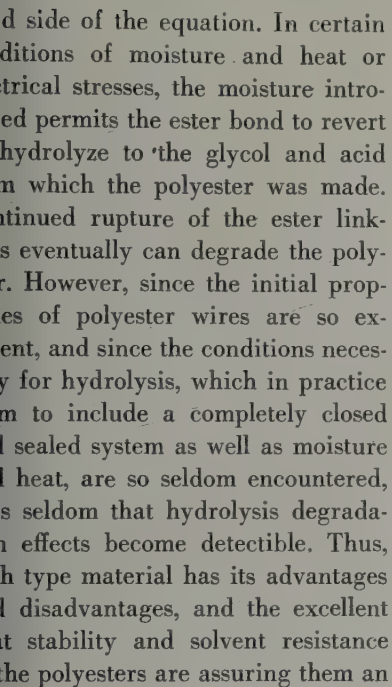 d side of the equation. In certain
ditions of moisture and heat or
ctrical stresses, the moisture intro-
ed permits the ester bond to revert
hydrolyze to 'the glycol and acid
m which the polyester was made.
ntinued rupture of the ester link-
s eventually can degrade the poly-
r. However, since the initial prop-
es of polyester wires are so ex-
ent, and since the conditions neces-
y for hydrolysis, which in practice
m to include a completely closed
l sealed system as well as moisture
l heat, are so seldom encountered,
s seldom that hydrolysis degrada-
n effects become detectible. Thus,
h type material has its advantages
l disadvantages, and the excellent
t stability and solvent resistance
the polyesters are assuring them an